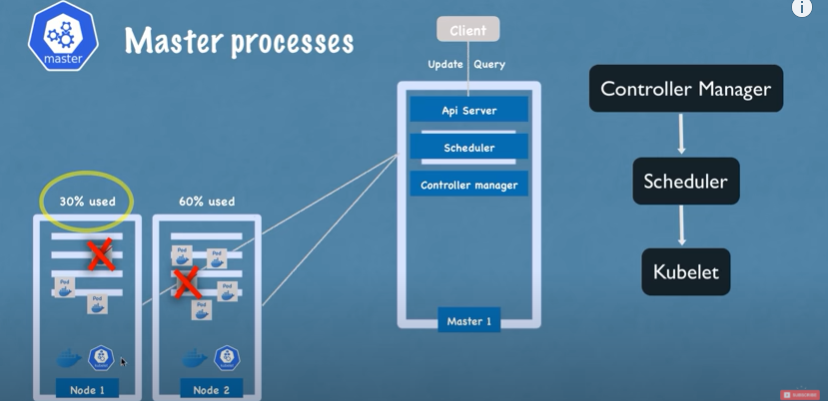 master
Master processes
Client
Update Query
Api Server
Scheduler
Controller manager
Master 1
30% used
60% used
Pod
Pod
Pod
Pod
Pod
Pod
Node 1
Node 2
Controller Manager
Scheduler
Kubelet
i
SUBSCRIBE